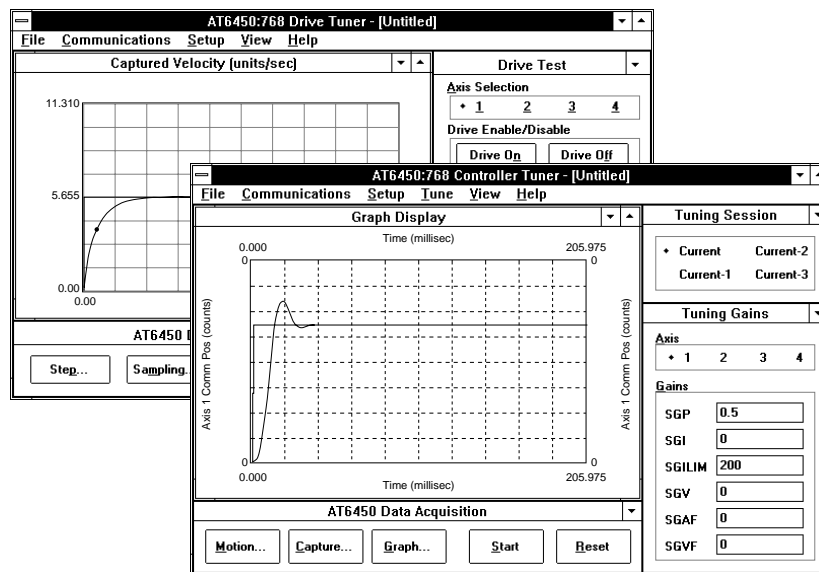 AT6450:768 Drive Tuner - [Untitled]
File Communications Setup View Help
Captured Velocity (units/sec)
11.310
5.655
0.00
0.00
Drive Test
Axis Selection
1 2 3 4
Drive Enable/Disable
Drive On Drive Off
AT6450 D
Step... Sampling..
AT6450:768 Controller Tuner - [Untitled]
File Communications Setup Tune View Help
Graph Display
Time (millisec)
0.000 205.975
0 0
Axis 1 Comm Pos (counts)
Axis 1 Comm Pos (counts)
0 0
0.000 205.975
Time (millisec)
Tuning Session
Current Current-2
Current-1 Current-3
Tuning Gains
Axis
1 2 3 4
Gains
SGP 0.5
SGI 0
SGILIM 200
SGV 0
SGAF 0
SGVF 0
AT6450 Data Acquisition
Motion... Capture... Graph... Start Reset